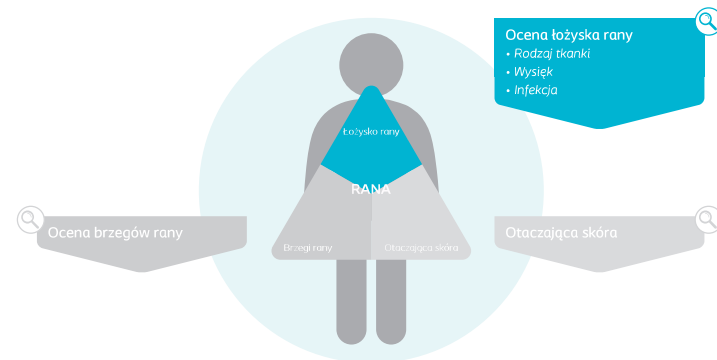 Ocena łożyska rany
• Rodzaj tkanki
• Wysięk
• Infekcja
Łożysko rany
RANA
Brzegi rany
Otaczająca skóra
Ocena brzegów rany
Otaczająca skóra